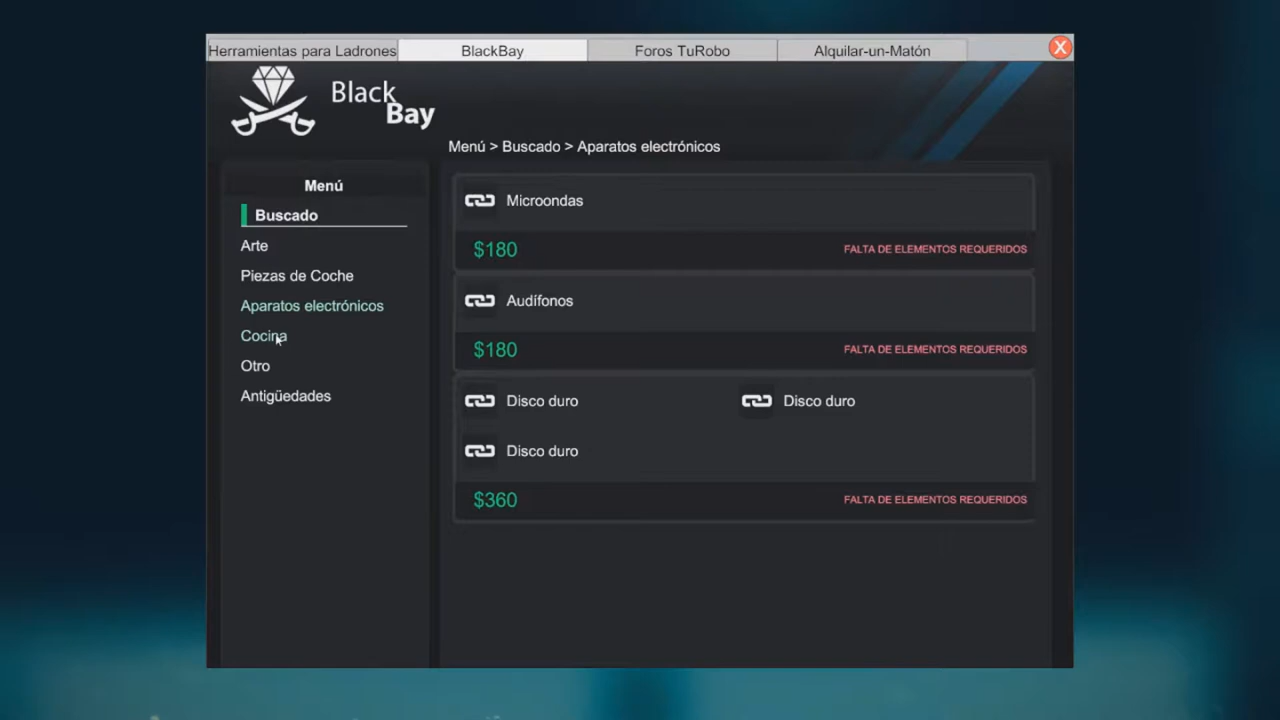 Herramientas para Ladrones
BlackBay
Foros TuRobo
Alquilar-un-Matón
X
Black
Bay
Menú > Buscado > Aparatos electrónicos
Menú
Buscado
Arte
Piezas de Coche
Aparatos electrónicos
Cocina
Otro
Antigüedades
Microondas
$180 FALTA DE ELEMENTOS REQUERIDOS
Audífonos
$180 FALTA DE ELEMENTOS REQUERIDOS
Disco duro Disco duro
Disco duro
$360 FALTA DE ELEMENTOS REQUERIDOS